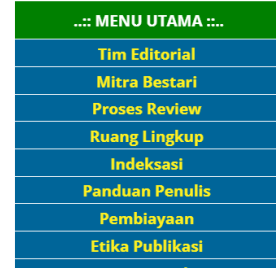 ..:: MENU UTAMA ::..
Tim Editorial
Mitra Bestari
Proses Review
Ruang Lingkup
Indeksasi
Panduan Penulis
Pembiayaan
Etika Publikasi